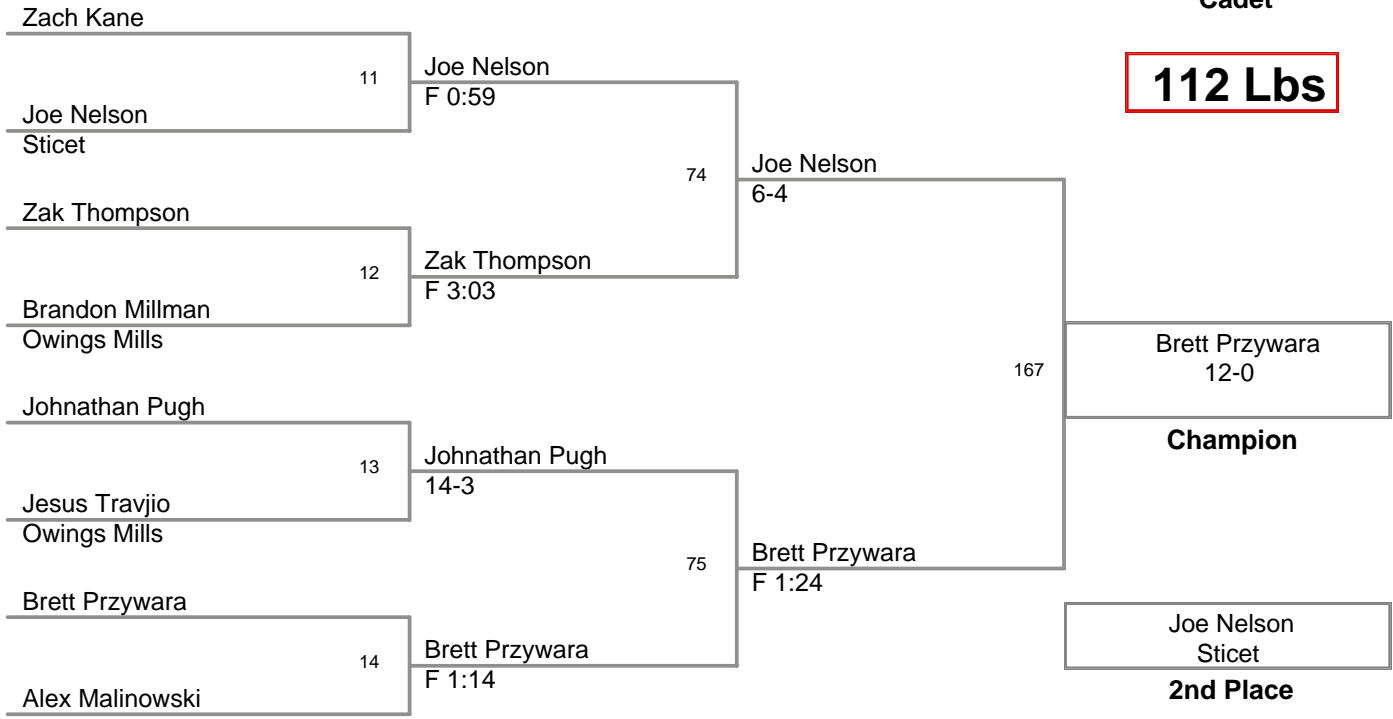 Cadet
112 Lbs
Zach Kane
11
Joe Nelson
Sticet
Joe Nelson
F 0:59
Zak Thompson
12
Brandon Millman
Owings Mills
Zak Thompson
F 3:03
74
Joe Nelson
6-4
Johnathan Pugh
13
Jesus Travjio
Owings Mills
Johnathan Pugh
14-3
Brett Przywara
14
Alex Malinowski
Brett Przywara
F 1:14
75
Brett Przywara
F 1:24
167
Brett Przywara
12-0
Champion
Joe Nelson
Sticet
2nd Place